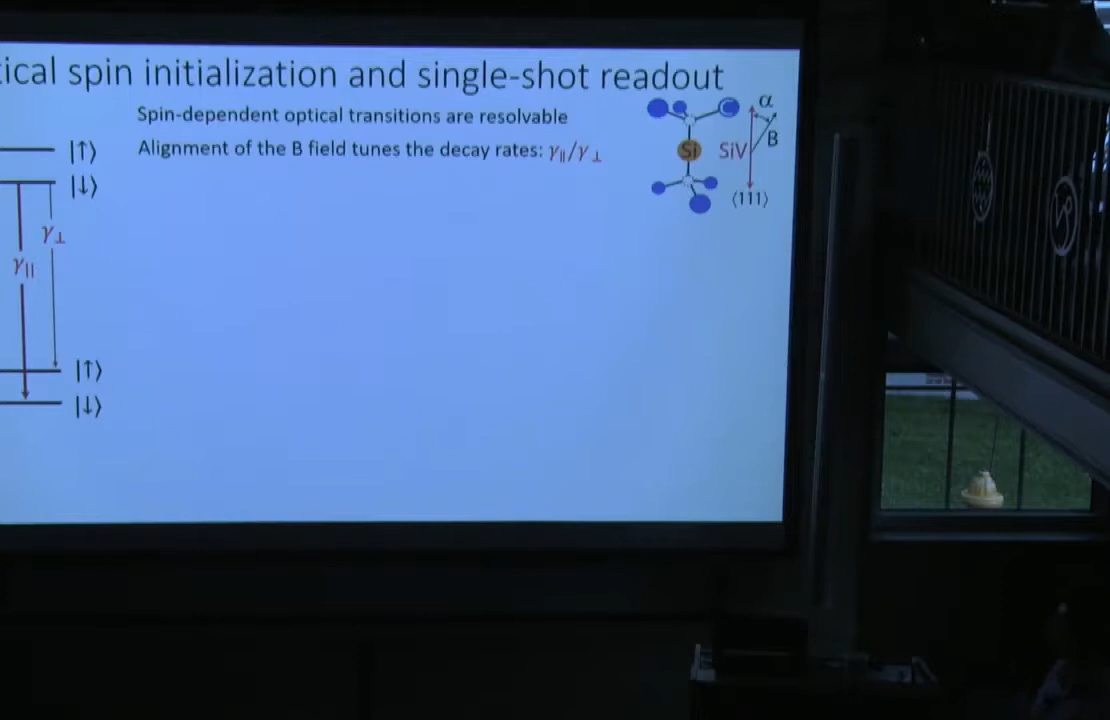 ical spin initialization and single-shot readout
Spin-dependent optical transitions are resolvable
Alignment of the B field tunes the decay rates: γ||/γ⊥
|↑⟩
|↓⟩
γ⊥
γ||
|↑⟩
|↓⟩
C
Si
SiV
α
B
⟨111⟩